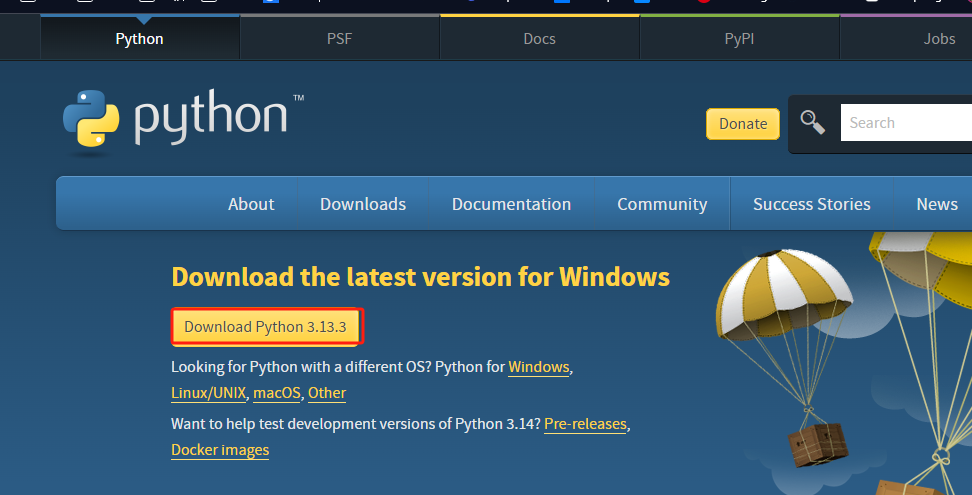 Python PSF Docs PyPI Jobs
python™
Donate Search
About Downloads Documentation Community Success Stories News
Download the latest version for Windows
Download Python 3.13.3
Looking for Python with a different OS? Python for Windows,
Linux/UNIX, macOS, Other
Want to help test development versions of Python 3.14? Pre-releases,
Docker images